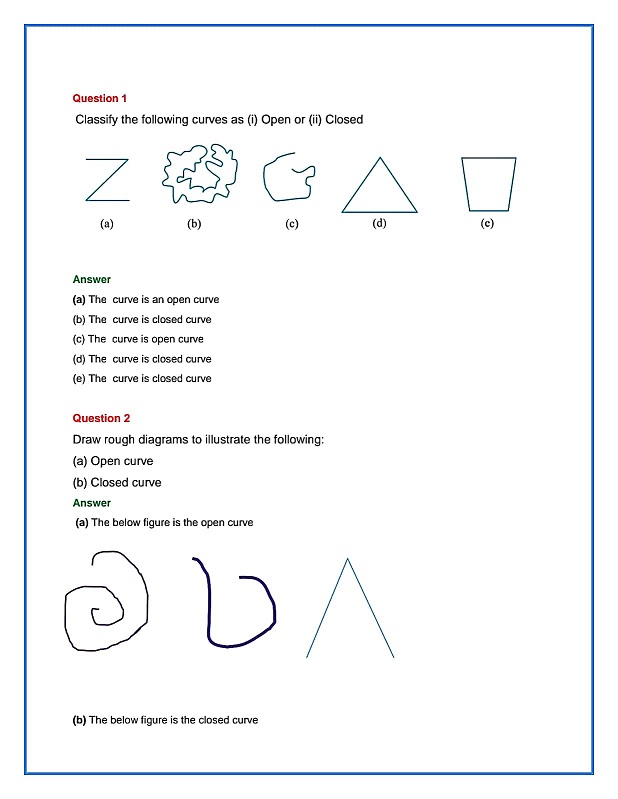 Question 1
Classify the following curves as (i) Open or (ii) Closed
(a) (b) (c) (d) (e)
Answer
(a) The curve is an open curve
(b) The curve is closed curve
(c) The curve is open curve
(d) The curve is closed curve
(e) The curve is closed curve
Question 2
Draw rough diagrams to illustrate the following:
(a) Open curve
(b) Closed curve
Answer
(a) The below figure is the open curve
(b) The below figure is the closed curve